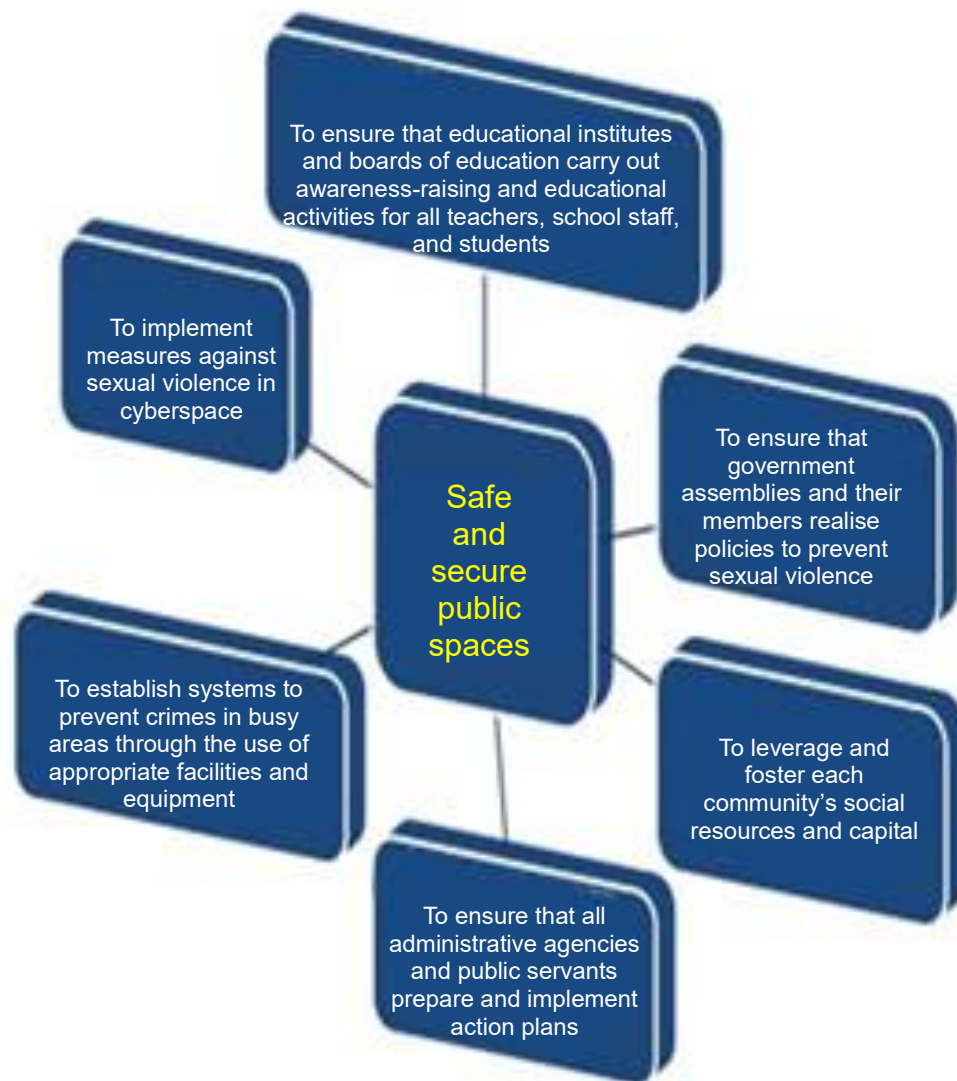 To ensure that educational institutes
and boards of education carry out
awareness-raising and educational
activities for all teachers, school staff,
and students
To implement
measures against
sexual violence in
cyberspace
To ensure that
government
assemblies and their
members realise
policies to prevent
sexual violence
Safe
and
secure
public
spaces
To establish systems to
prevent crimes in busy
areas through the use of
appropriate facilities and
equipment
To leverage and
foster each
community’s social
resources and capital
To ensure that all
administrative agencies
and public servants
prepare and implement
action plans